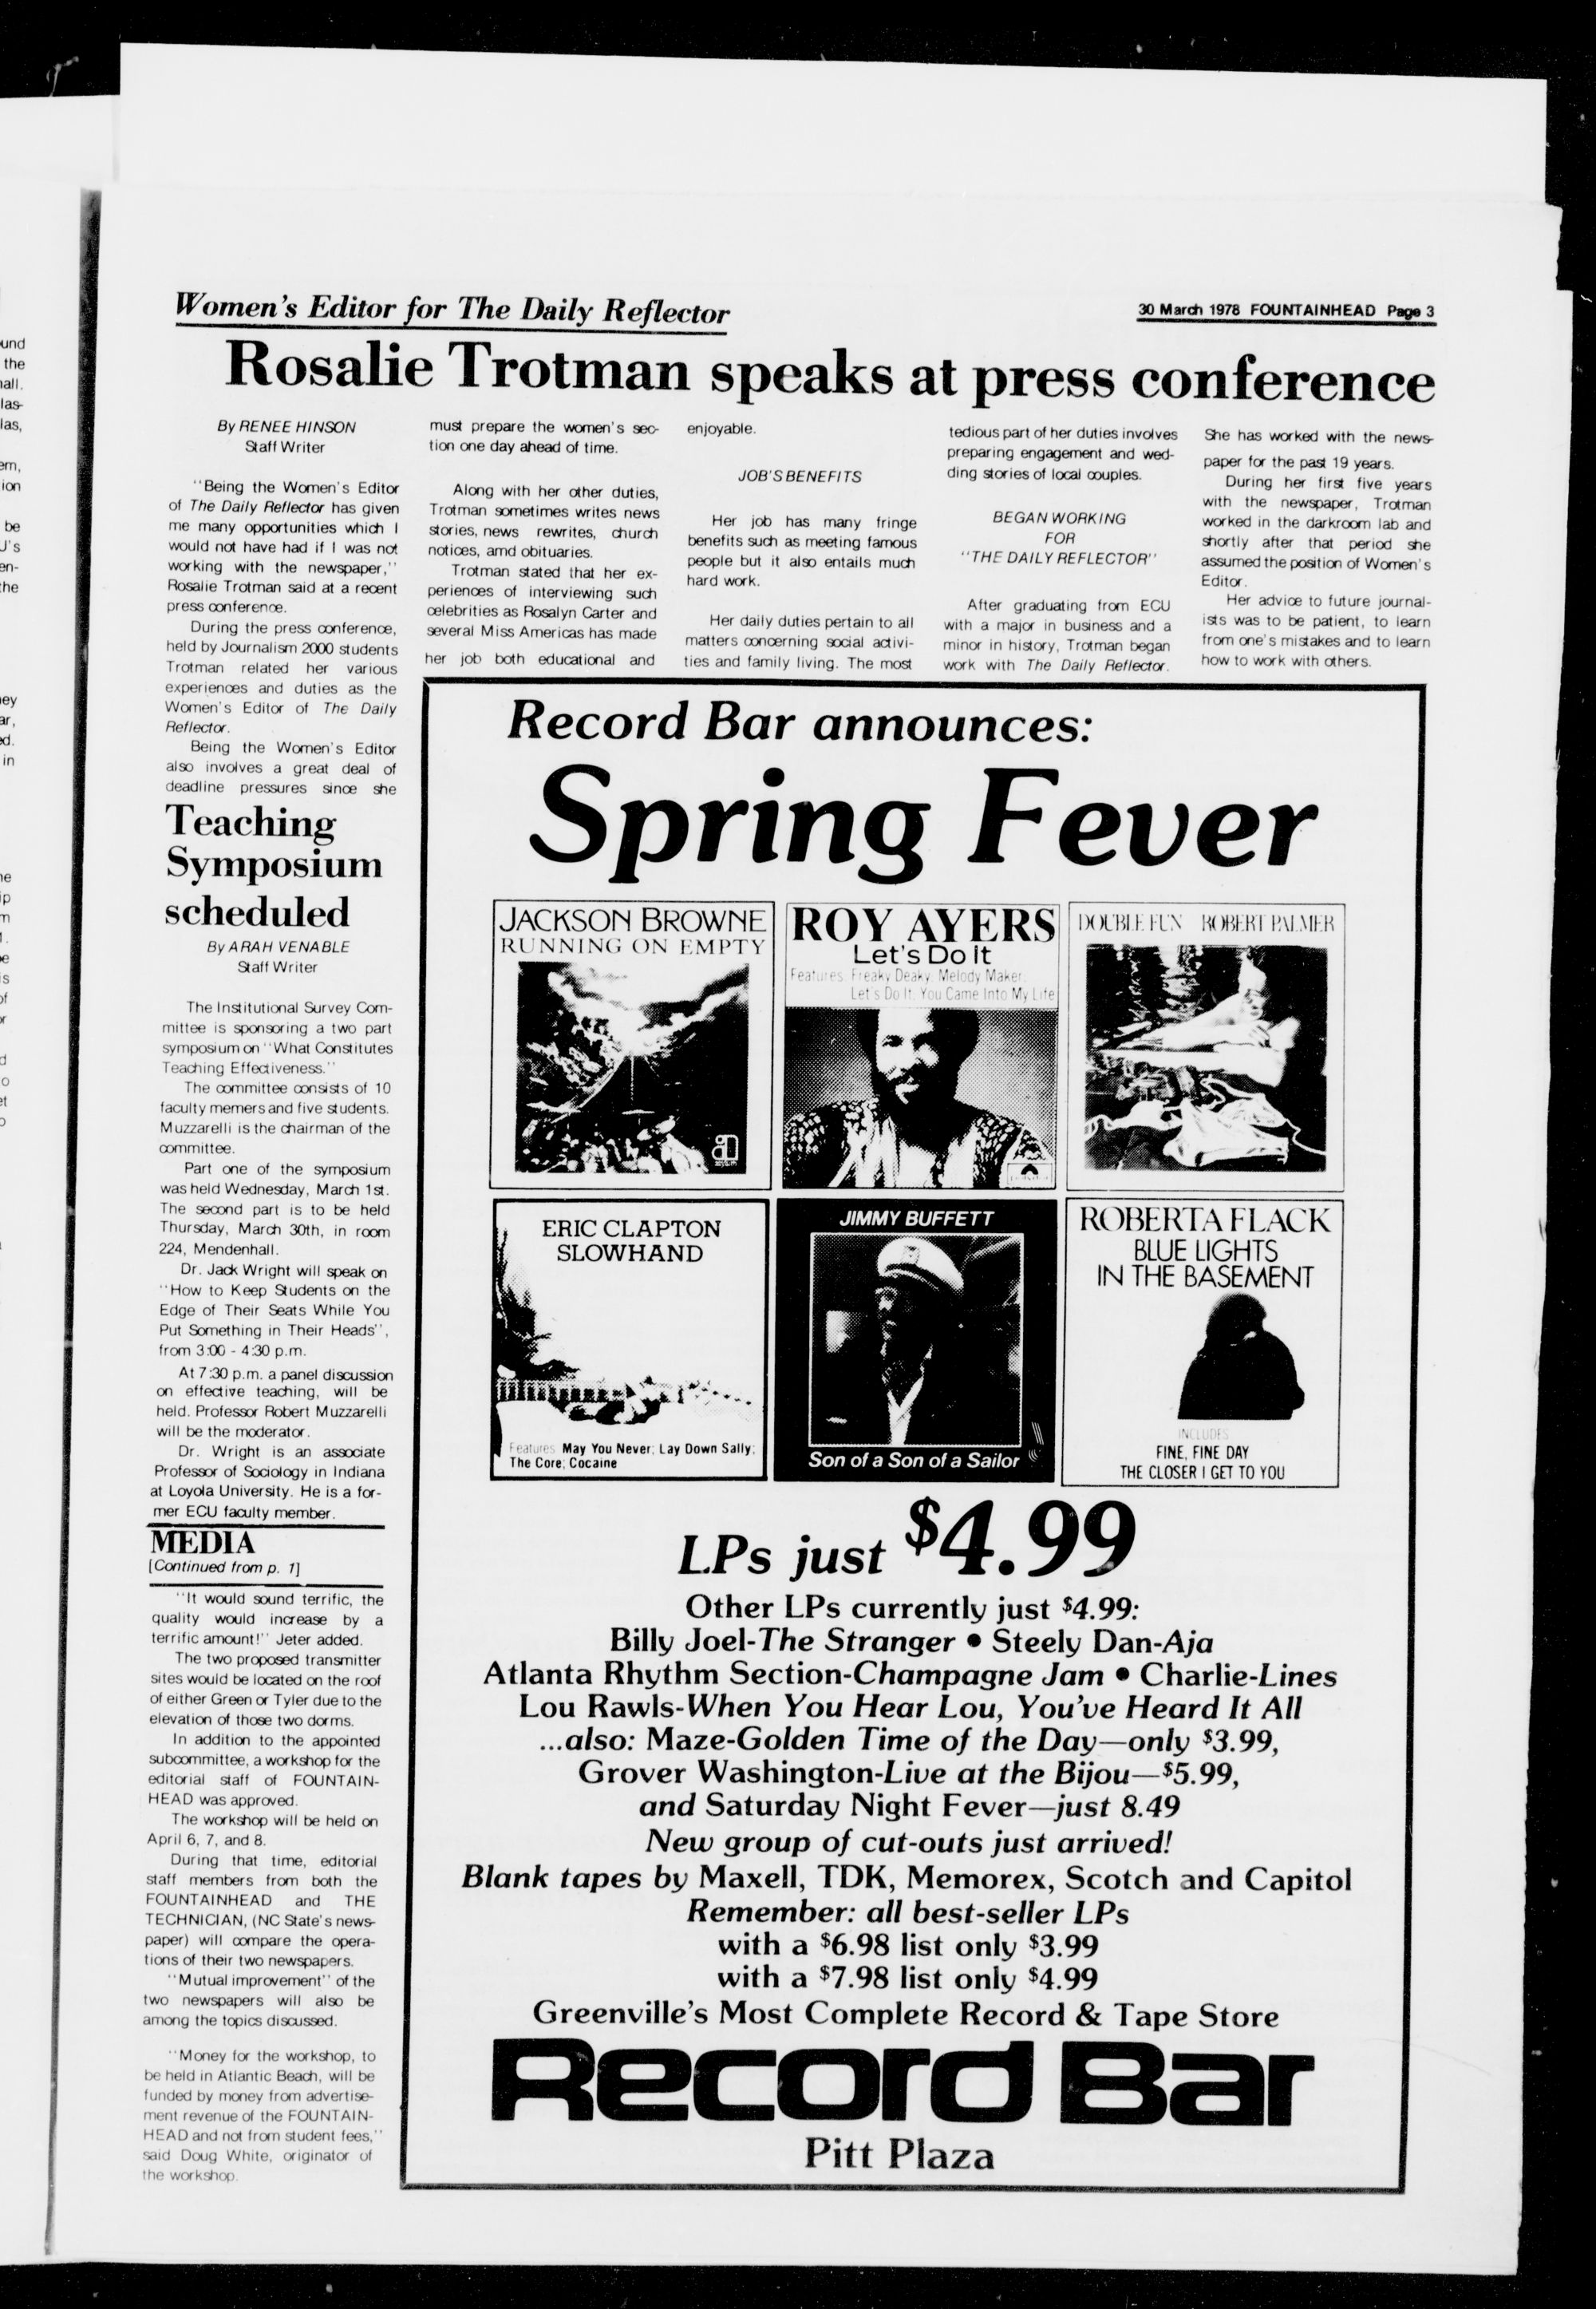 Women's Editor for The Daily Reflector
30 March 1978 FOUNTAINHEAD Page 3
Rosalie Trotman speaks at press conference
By RENEE HINSON
Staff Writer
"Being the Women's Editor
of The Daily Reflector has given
me many opportunities which I
would not have had if I was not
working with the newspaper,"
Rosalie Trotman said at a recent
press conference.
During the press conference,
held by Journalism 2000 students
Trotman related her various
experiences and duties as the
Women's Editor of The Daily
Reflector.
Being the Women's Editor
also involves a great deal of
deadline pressures since she
must prepare the women's sec-
tion one day ahead of time.
Along with her other duties,
Trotman sometimes writes news
stories, news rewrites, church
notices, amd obituaries.
Trotman stated that her ex-
periences of interviewing such
celebrities as Rosalyn Carter and
several Miss Americas has made
her job both educational and
enjoyable.
JOB'S BENEFITS
Her job has many fringe
benefits such as meeting famous
people but it also entails much
hard work.
Her daily duties pertain to all
matters concerning social activi-
ties and family living. The most
tedious part of her duties involves
preparing engagement and wed-
ding stories of local couples.
BEGAN WORKING
FOR
"THE DAILY REFLECTOR"
After graduating from ECU
with a major in business and a
minor in history, Trotman began
work with The Daily Reflector.
She has worked with the news-
paper for the past 19 years.
During her first five years
with the newspaper, Trotman
worked in the darkroom lab and
shortly after that period she
assumed the position of Women's
Editor.
Her advice to future journal-
ists was to be patient, to learn
from one's mistakes and to learn
how to work with others.
Teaching
Symposium
scheduled
By ARAH VENABLE
Staff Writer
The Institutional Survey Com-
mittee is sponsoring a two part
symposium on "What Constitutes
Teaching Effectiveness."
The committee consists of 10
faculty memers and five students.
Muzzarelli is the chairman of the
committee.
Part one of the symposium
was held Wednesday, March 1st.
The second part is to be held
Thursday, March 30th, in room
224, Mendenhall.
Dr. Jack Wright will speak on
"How to Keep Students on the
Edge of Their Seats While You
Put Something in Their Heads",
from 3:00 - 4:30 p.m.
At 7:30 p.m. a panel discussion
on effective teaching, will be
held. Professor Robert Muzzarelli
will be the moderator.
Dr. Wright is an associate
Professor of Sociology in Indiana
at Loyola University. He is a for-
mer ECU faculty member.
MEDIA
[Continued from p. 1]
"It would sound terrific, the
quality would increase by a
terrific amount!" Jeter added.
The two proposed transmitter
sites would be located on the roof
of either Green or Tyler due to the
elevation of those two dorms.
In addition to the appointed
subcommittee, a workshop for the
editorial staff of FOUNTAIN-
HEAD was approved.
The workshop will be held on
April 6, 7, and 8.
During that time, editorial
staff members from both the
FOUNTAINHEAD and THE
TECHNICIAN, (NC State's news-
paper) will compare the opera-
tions of their two newspapers.
"Mutual improvement" of the
two newspapers will also be
among the topics discussed.
"Money for the workshop, to
be held in Atlantic Beach, will be
funded by money from advertise-
ment revenue of the FOUNTAIN-
HEAD and not from student fees,"
said Doug White, originator of
the workshop.
Record Bar announces:
Spring Fever
JACKSON BROWNE
RUNNING ON EMPTY
ROY AYERS
Let's Do It
Features: Freaky Deaky, Melody Maker,
Let's Do It, You Came Into My Life
DOUBLE FUN ROBERT PALMER
ERIC CLAPTON
SLOWHAND
Features: May You Never; Lay Down Sally;
The Core; Cocaine
JIMMY BUFFETT
Son of a Son of a Sailor
ROBERTA FLACK
BLUE LIGHTS
IN THE BASEMENT
INCLUDES
FINE, FINE DAY
THE CLOSER I GET TO YOU
LPs just $4.99
Other LPs currently just $4.99:
Billy Joel-The Stranger • Steely Dan-Aja
Atlanta Rhythm Section-Champagne Jam • Charlie-Lines
Lou Rawls-When You Hear Lou, You've Heard It All
...also: Maze-Golden Time of the Day—only $3.99,
Grover Washington-Live at the Bijou—$5.99,
and Saturday Night Fever—just 8.49
New group of cut-outs just arrived!
Blank tapes by Maxell, TDK, Memorex, Scotch and Capitol
Remember: all best-seller LPs
with a $6.98 list only $3.99
with a $7.98 list only $4.99
Greenville's Most Complete Record & Tape Store
Record Bar
Pitt Plaza